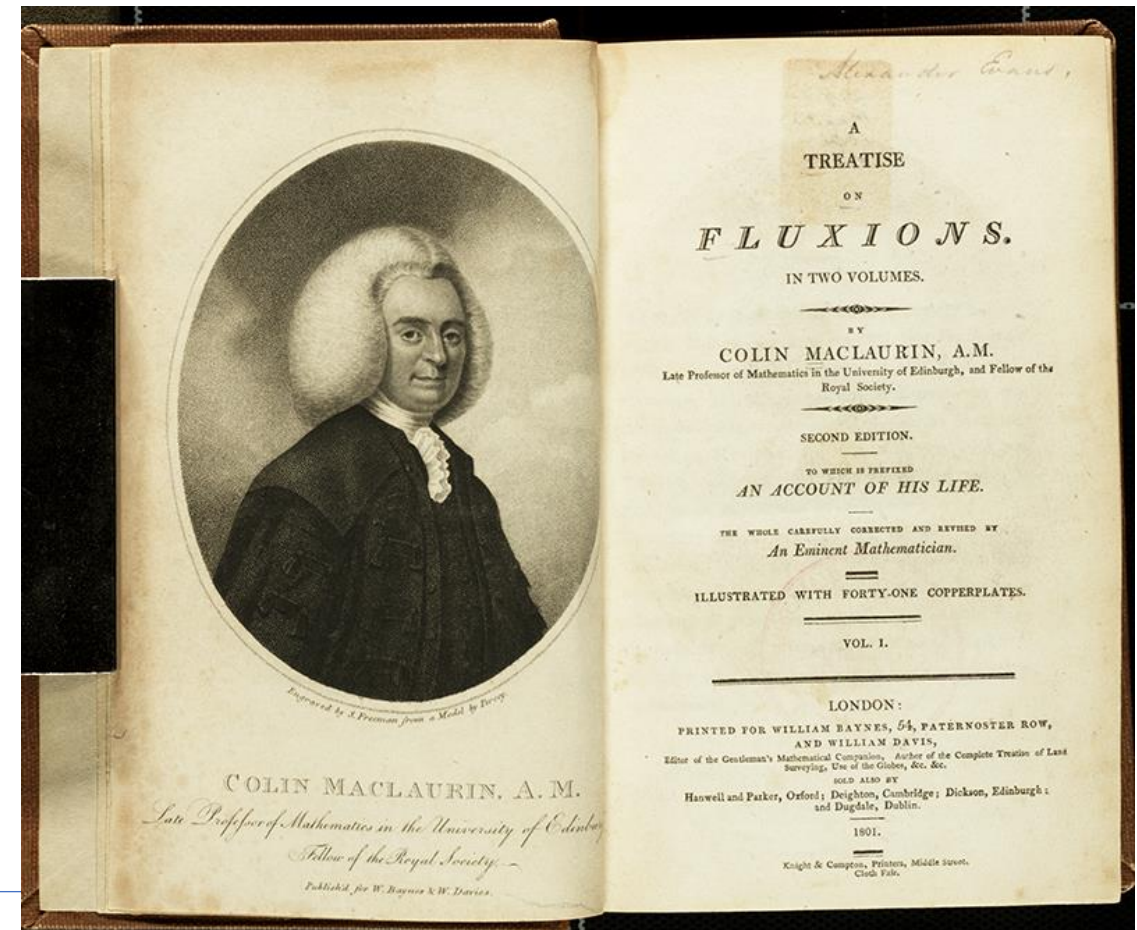 Engraved by S. Freeman from a Model by Percey.
COLIN MACLAURIN. A. M.
Late Professor of Mathematics in the University of
Fellow of the Royal Society.
Publish'd for W. Baynes & W. Davies.
Alexander Evans,
A
TREATISE
ON
FLUXIONS.
IN TWO VOLUMES.
BY
COLIN MACLAURIN, A.M.
Late Professor of Mathematics in the University of Edinburgh, and Fellow of the
Royal Society.
SECOND EDITION.
TO WHICH IS PREFIXED
AN ACCOUNT OF HIS LIFE.
THE WHOLE CAREFULLY CORRECTED AND REVISED BY
An Eminent Mathematician.
ILLUSTRATED WITH FORTY-ONE COPPERPLATES.
VOL. I.
LONDON:
PRINTED FOR WILLIAM BAYNES, 54, PATERNOSTER ROW,
AND WILLIAM DAVIS,
Editor of the Gentleman's Mathematical Companion, Author of the Complete Treatise of Land
Surveying, Use of the Globes, &c. &c.
SOLD ALSO BY
Hanwell and Parker, Oxford; Deighton, Cambridge; Dickson, Edinburgh;
and Dugdale, Dublin.
1801.
Knight & Compton, Printers, Middle Street.
Cloth Fair.